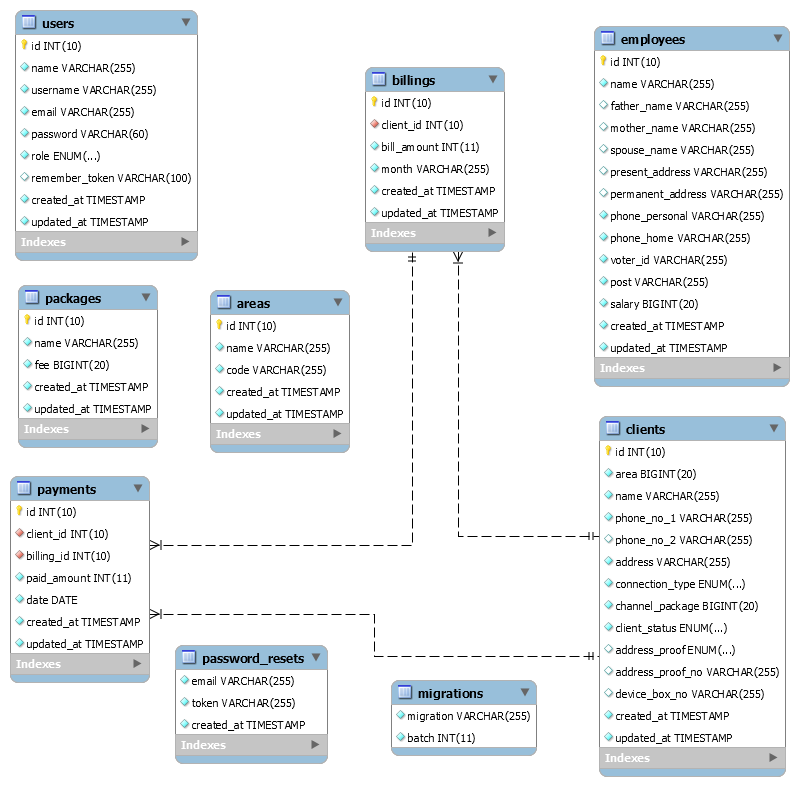 users
id INT(10)
name VARCHAR(255)
username VARCHAR(255)
email VARCHAR(255)
password VARCHAR(60)
role ENUM(...)
remember_token VARCHAR(100)
created_at TIMESTAMP
updated_at TIMESTAMP
Indexes
billings
id INT(10)
client_id INT(10)
bill_amount INT(11)
month VARCHAR(255)
created_at TIMESTAMP
updated_at TIMESTAMP
Indexes
employees
id INT(10)
name VARCHAR(255)
father_name VARCHAR(255)
mother_name VARCHAR(255)
spouse_name VARCHAR(255)
present_address VARCHAR(255)
permanent_address VARCHAR(255)
phone_personal VARCHAR(255)
phone_home VARCHAR(255)
voter_id VARCHAR(255)
post VARCHAR(255)
salary BIGINT(20)
created_at TIMESTAMP
updated_at TIMESTAMP
Indexes
packages
id INT(10)
name VARCHAR(255)
fee BIGINT(20)
created_at TIMESTAMP
updated_at TIMESTAMP
Indexes
areas
id INT(10)
name VARCHAR(255)
code VARCHAR(255)
created_at TIMESTAMP
updated_at TIMESTAMP
Indexes
clients
id INT(10)
area BIGINT(20)
name VARCHAR(255)
phone_no_1 VARCHAR(255)
phone_no_2 VARCHAR(255)
address VARCHAR(255)
connection_type ENUM(...)
channel_package BIGINT(20)
client_status ENUM(...)
address_proof ENUM(...)
address_proof_no VARCHAR(255)
device_box_no VARCHAR(255)
created_at TIMESTAMP
updated_at TIMESTAMP
Indexes
payments
id INT(10)
client_id INT(10)
billing_id INT(10)
paid_amount INT(11)
date DATE
created_at TIMESTAMP
updated_at TIMESTAMP
Indexes
password_resets
email VARCHAR(255)
token VARCHAR(255)
created_at TIMESTAMP
Indexes
migrations
migration VARCHAR(255)
batch INT(11)